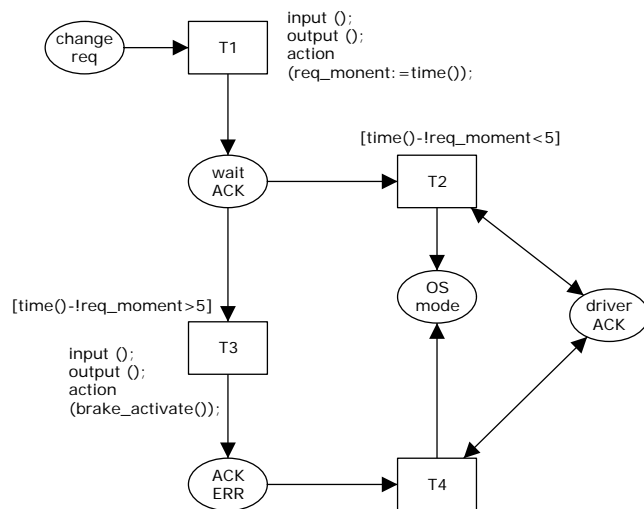 change
req
T1
input ();
output ();
action
(req_monent:=time());
[time()-!req_moment<5]
wait
ACK
T2
[time()-!req_moment>5]
OS
mode
driver
ACK
T3
input ();
output ();
action
(brake_activate());
ACK
ERR
T4